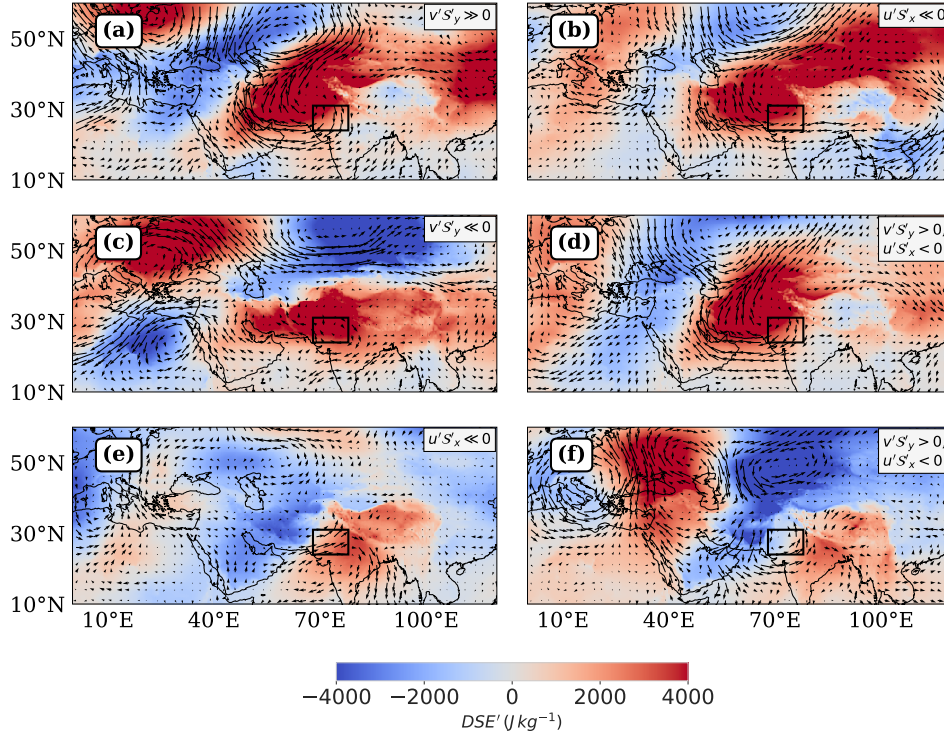 (a) v′S′y ≫ 0
(b) u′S′x ≪ 0
50°N
30°N
10°N
(c) v′S′y ≪ 0
(d) v′S′y > 0,
u′S′x < 0
50°N
30°N
10°N
(e) u′S′x ≪ 0
(f) v′S′y > 0,
u′S′x < 0
50°N
30°N
10°N
10°E 40°E 70°E 100°E
10°E 40°E 70°E 100°E
−4000 −2000 0 2000 4000
DSE′ (J kg⁻¹)